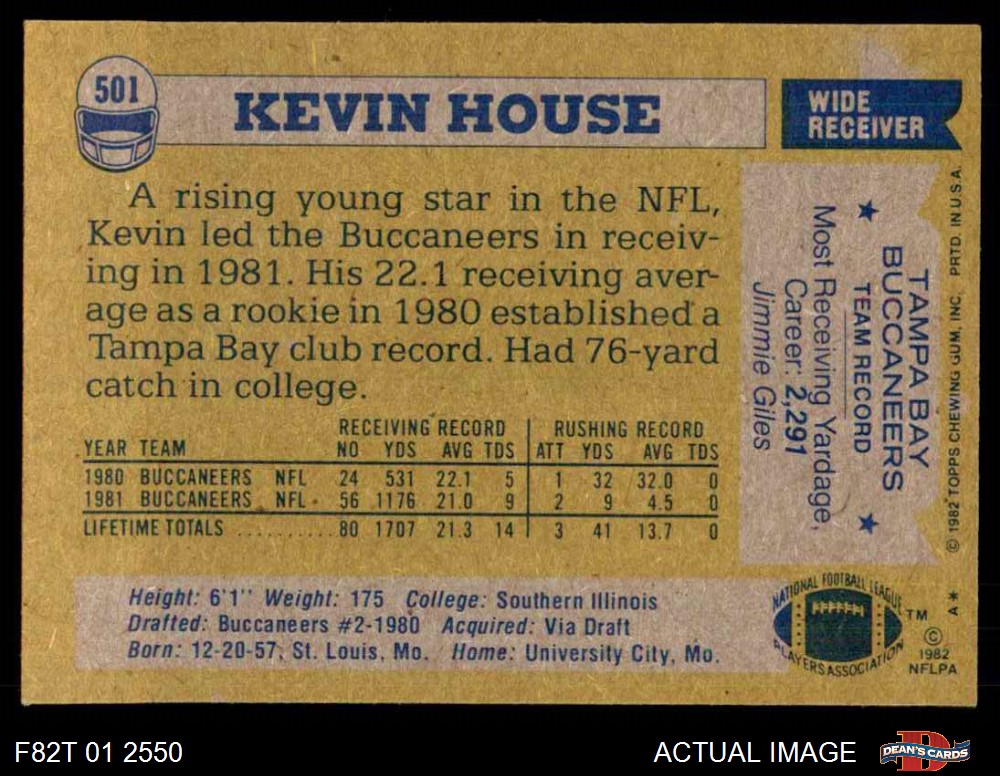 501
KEVIN HOUSE
WIDE
RECEIVER
A rising young star in the NFL,
Kevin led the Buccaneers in receiv-
ing in 1981. His 22.1 receiving aver-
age as a rookie in 1980 established a
Tampa Bay club record. Had 76-yard
catch in college.
RECEIVING RECORD RUSHING RECORD
YEAR TEAM NO YDS AVG TDS ATT YDS AVG TDS
1980 BUCCANEERS NFL 24 531 22.1 5 1 32 32.0 0
1981 BUCCANEERS NFL 56 1176 21.0 9 2 9 4.5 0
LIFETIME TOTALS .......... 80 1707 21.3 14 3 41 13.7 0
TAMPA BAY
BUCCANEERS
★ TEAM RECORD ★
Most Receiving Yardage,
Career: 2,291
Jimmie Giles
© 1982 TOPPS CHEWING GUM, INC. PRTD. IN U.S.A.
Height: 6'1" Weight: 175 College: Southern Illinois
Drafted: Buccaneers #2-1980 Acquired: Via Draft
Born: 12-20-57, St. Louis, Mo. Home: University City, Mo.
NATIONAL FOOTBALL LEAGUE
PLAYERS ASSOCIATION
TM
A*
©
1982
NFLPA
F82T 01 2550
ACTUAL IMAGE
D
DEAN'S CARDS